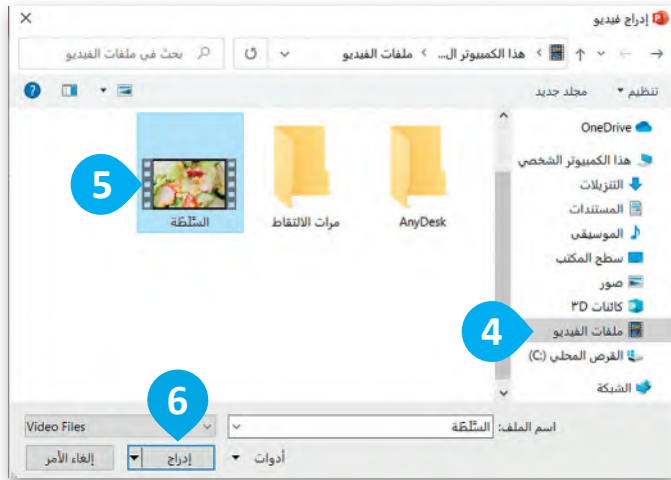 إدراج فيديو
هذا الكمبيوتر ال... ملفات الفيديو
بحث في ملفات الفيديو
تنظيم
مجلد جديد
OneDrive
هذا الكمبيوتر الشخصي
التنزيلات
المستندات
الموسيقى
سطح المكتب
صور
كائنات ٣D
ملفات الفيديو
القرص المحلي (C:)
الشبكة
4
AnyDesk
مرات الالتقاط
السَّلَطَة
5
اسم الملف: السَّلَطَة
Video Files
6
أدوات
إدراج
إلغاء الأمر